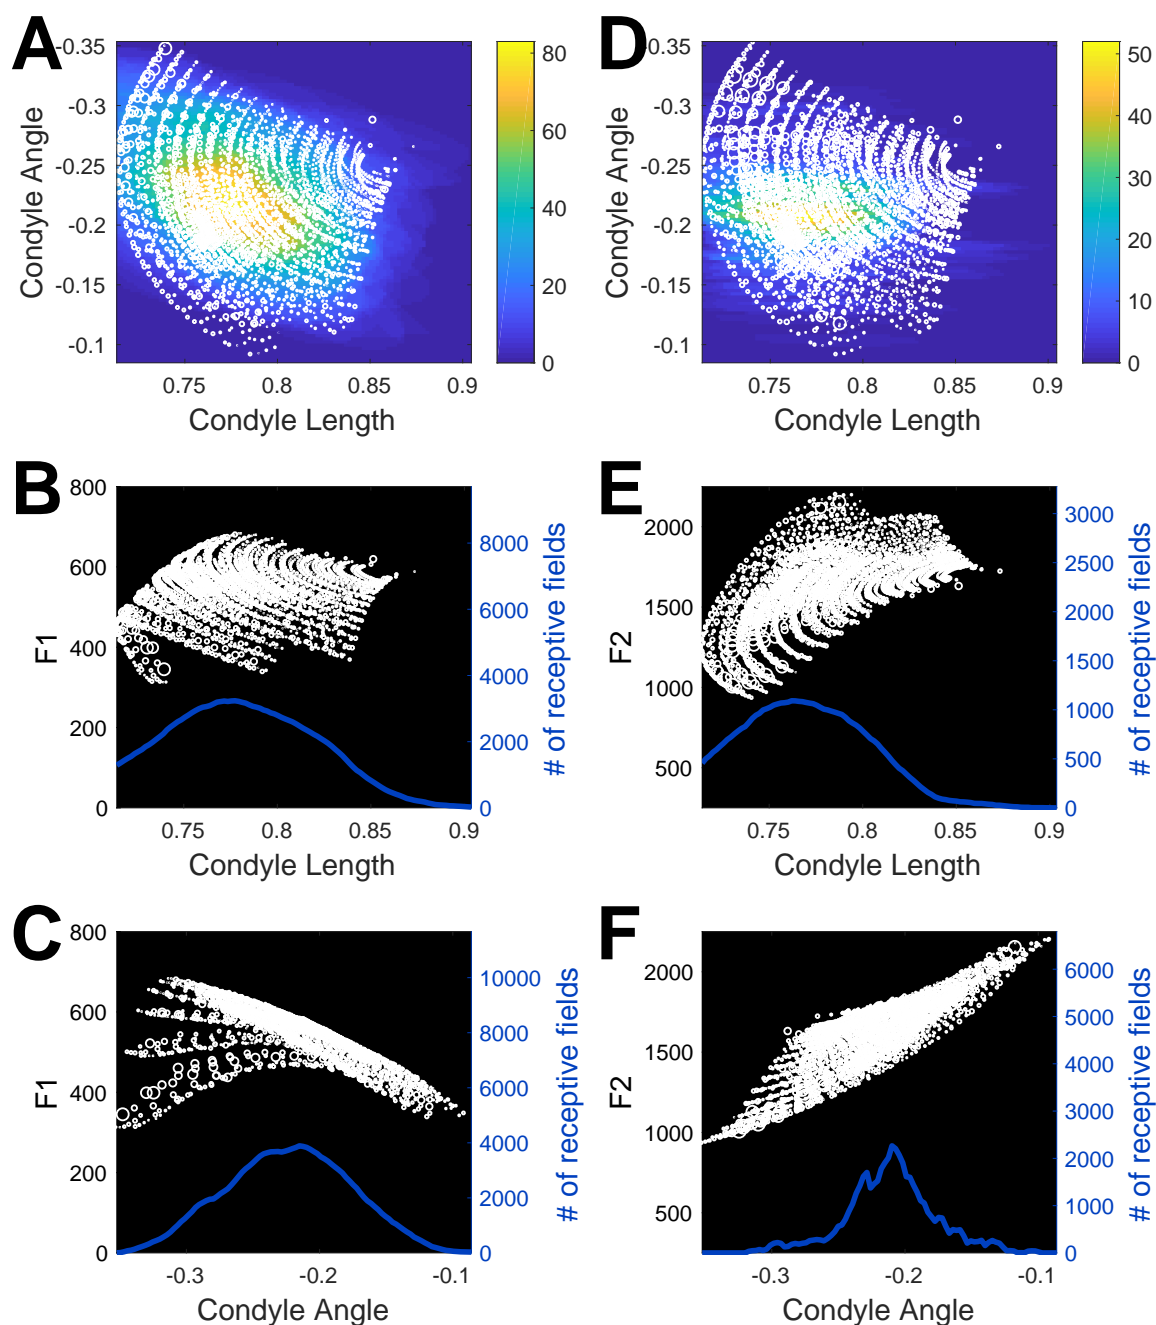 A
-0.35
-0.3
-0.25
-0.2
-0.15
-0.1
Condyle Angle
0.75 0.8 0.85 0.9
Condyle Length
80
60
40
20
0
D
-0.35
-0.3
-0.25
-0.2
-0.15
-0.1
Condyle Angle
0.75 0.8 0.85 0.9
Condyle Length
50
40
30
20
10
0
B
800
600
400
200
0
F1
0.75 0.8 0.85 0.9
Condyle Length
8000
6000
4000
2000
0
# of receptive fields
E
2000
1500
1000
500
F2
0.75 0.8 0.85 0.9
Condyle Length
3000
2500
2000
1500
1000
500
0
# of receptive fields
C
800
600
400
200
0
F1
-0.3 -0.2 -0.1
Condyle Angle
10000
8000
6000
4000
2000
0
# of receptive fields
F
2000
1500
1000
500
F2
-0.3 -0.2 -0.1
Condyle Angle
6000
5000
4000
3000
2000
1000
0
# of receptive fields